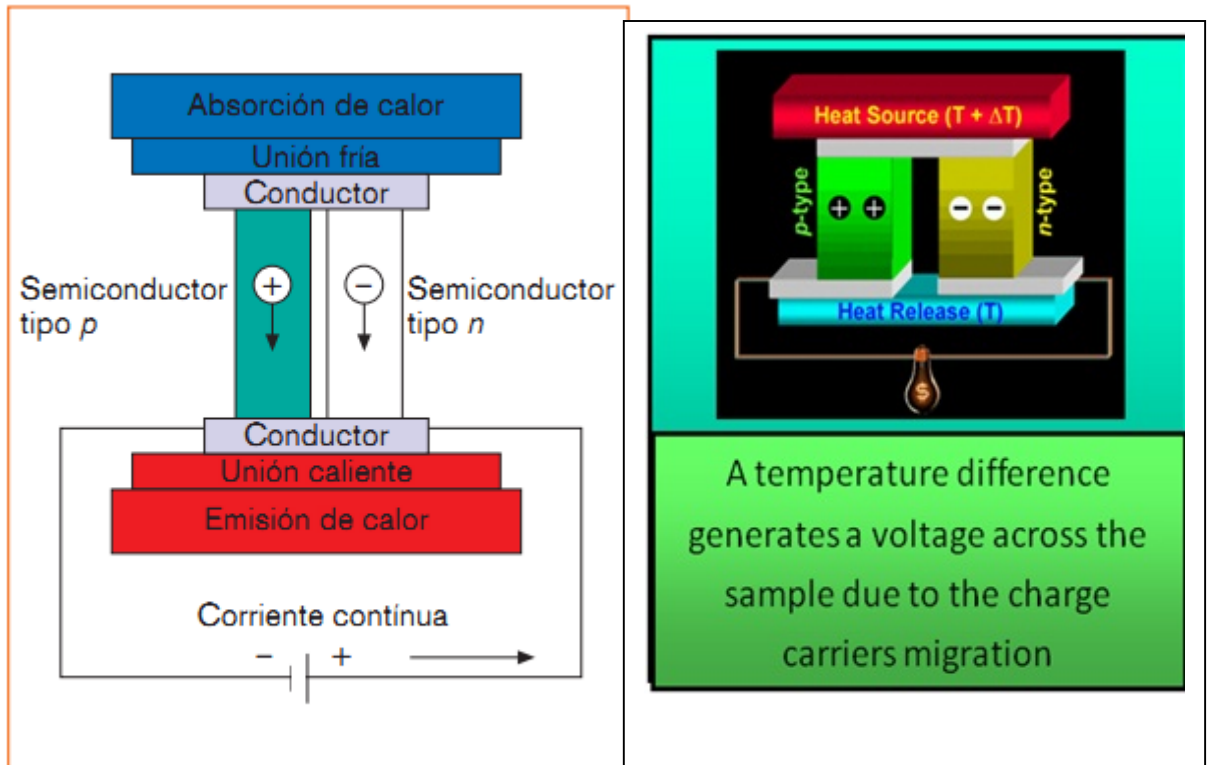 Absorción de calor
Unión fría
Conductor
Semiconductor
tipo p
+
−
Semiconductor
tipo n
Conductor
Unión caliente
Emisión de calor
Corriente contínua
− +
Heat Source (T + ΔT)
p-type
+ +
− −
n-type
Heat Release (T)
S
A temperature difference
generates a voltage across the
sample due to the charge
carriers migration